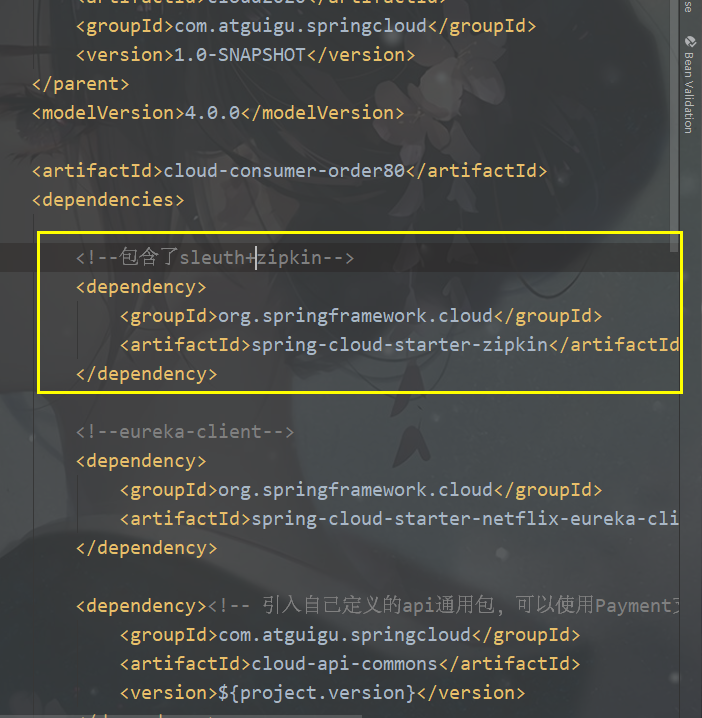 <artifactId>cloud2020</artifactId>
<groupId>com.atguigu.springcloud</groupId>
<version>1.0-SNAPSHOT</version>
</parent>
<modelVersion>4.0.0</modelVersion>
<artifactId>cloud-consumer-order80</artifactId>
<dependencies>
<!--包含了sleuth+zipkin-->
<dependency>
<groupId>org.springframework.cloud</groupId>
<artifactId>spring-cloud-starter-zipkin</artifactId
</dependency>
<!--eureka-client-->
<dependency>
<groupId>org.springframework.cloud</groupId>
<artifactId>spring-cloud-starter-netflix-eureka-cli
</dependency>
<dependency><!-- 引入自己定义的api通用包，可以使用Payment
<groupId>com.atguigu.springcloud</groupId>
<artifactId>cloud-api-commons</artifactId>
<version>${project.version}</version>
se
Bean Validation